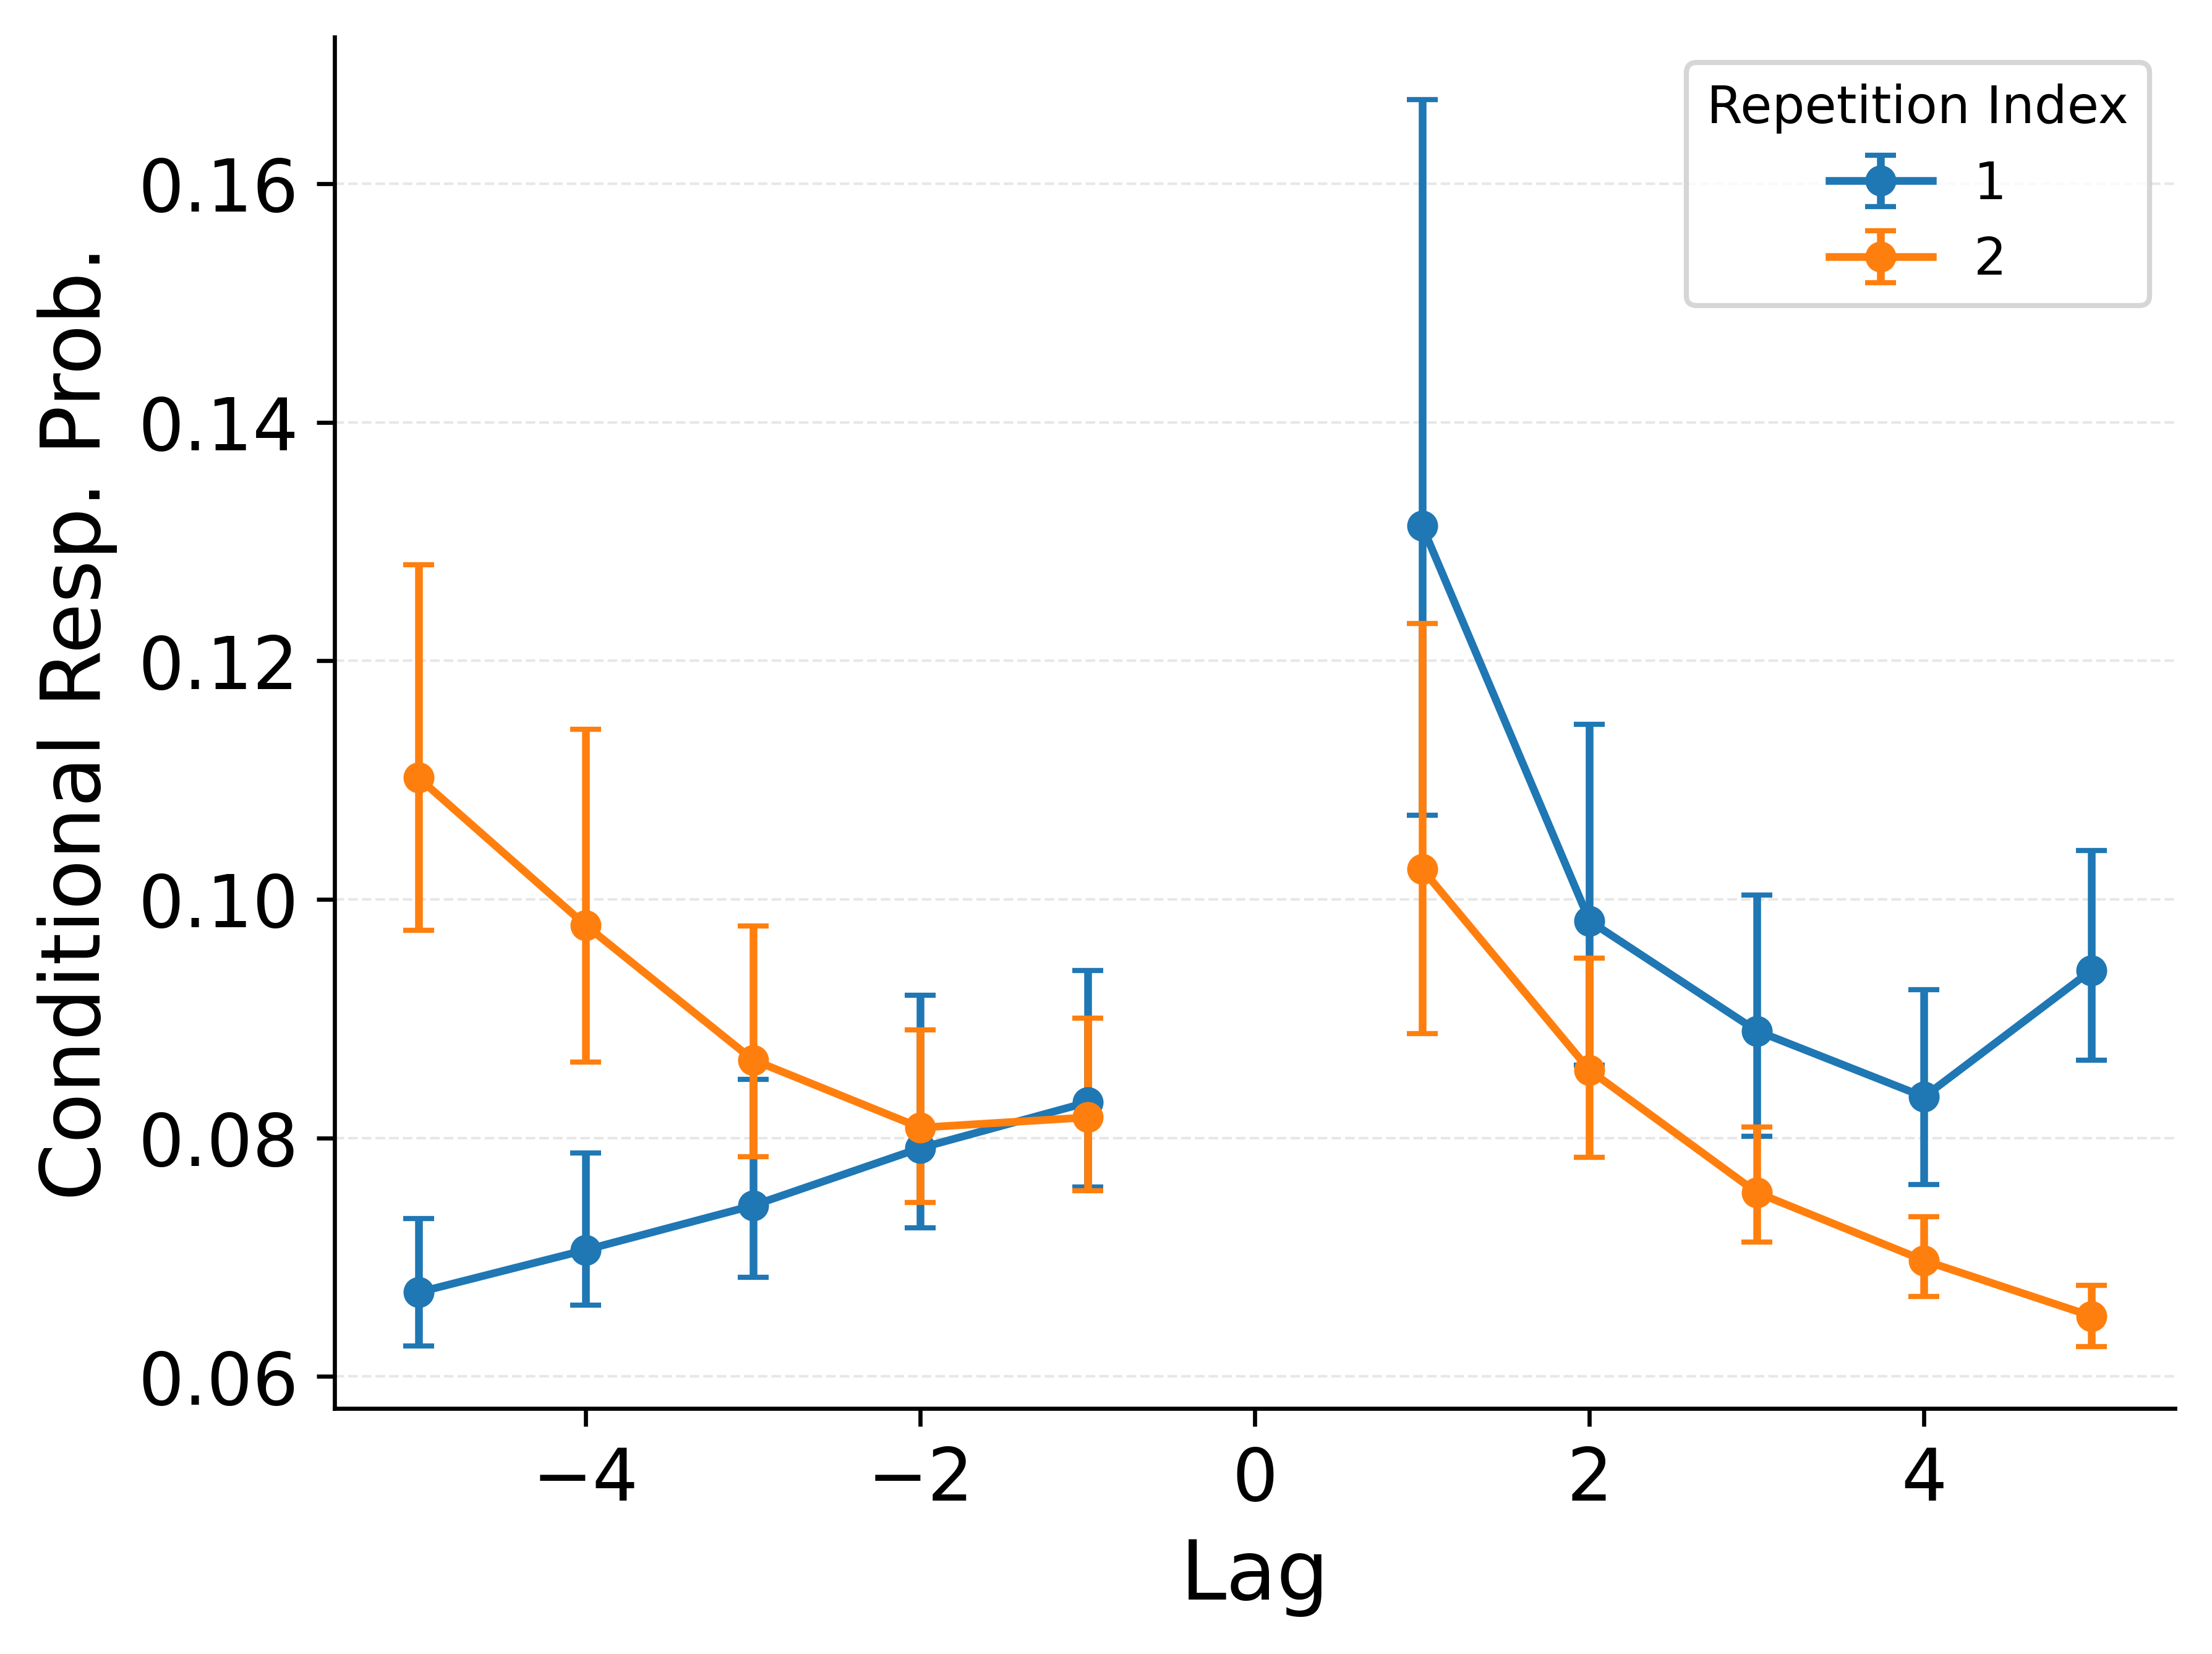 Conditional Resp. Prob.
0.16
0.14
0.12
0.10
0.08
0.06
Repetition Index
1
2
−4 −2 0 2 4
Lag